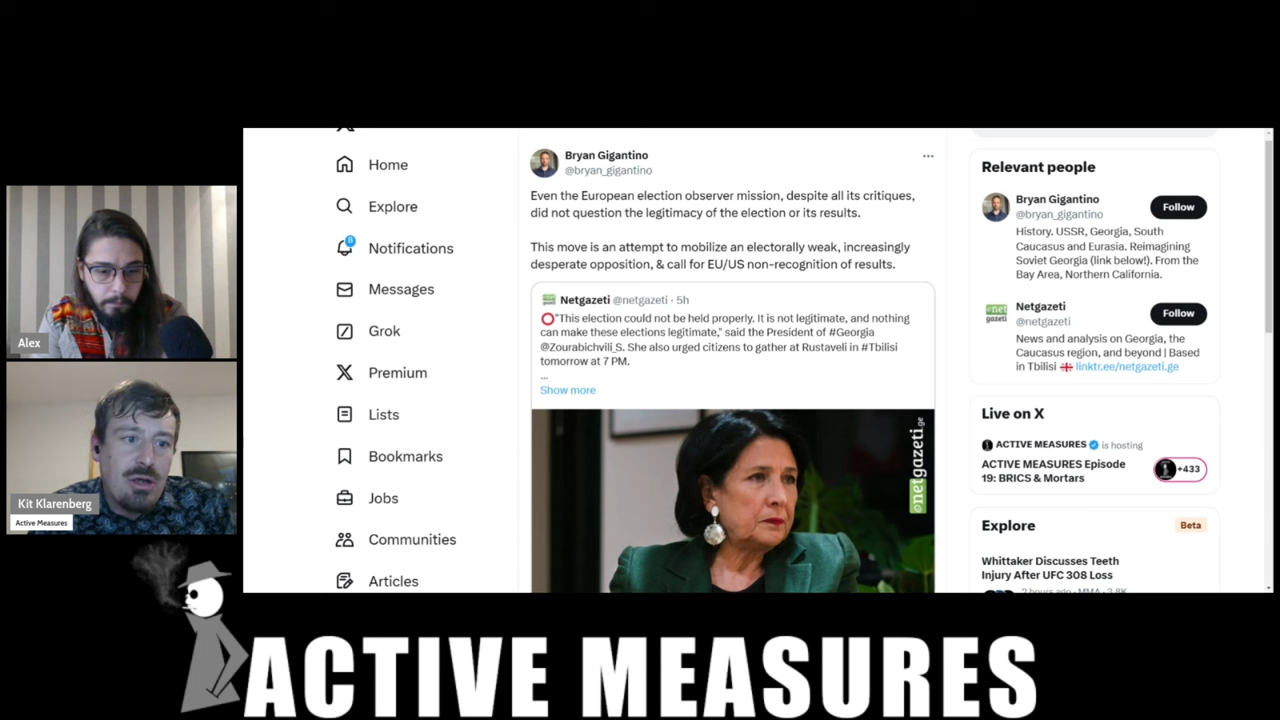 Alex
Kit Klarenberg
Active Measures
Home
Explore
8
Notifications
Messages
Grok
Premium
Lists
Bookmarks
Jobs
Communities
Articles
Bryan Gigantino
@bryan_gigantino
Even the European election observer mission, despite all its critiques,
did not question the legitimacy of the election or its results.
This move is an attempt to mobilize an electorally weak, increasingly
desperate opposition, & call for EU/US non-recognition of results.
net
Netgazeti @netgazeti · 5h
⭕"This election could not be held properly. It is not legitimate, and nothing
can make these elections legitimate," said the President of #Georgia
@Zourabichvili_S. She also urged citizens to gather at Rustaveli in #Tbilisi
tomorrow at 7 PM.
...
Show more
netgazeti.ge
Relevant people
Bryan Gigantino
Follow
@bryan_gigantino
History. USSR, Georgia, South
Caucasus and Eurasia. Reimagining
Soviet Georgia (link below!). From the
Bay Area, Northern California.
net
Netgazeti
Follow
@netgazeti
News and analysis on Georgia, the
Caucasus region, and beyond | Based
in Tbilisi 🇬🇪 linktr.ee/netgazeti.ge
Live on X
ACTIVE MEASURES is hosting
ACTIVE MEASURES Episode
19: BRICS & Mortars
+433
Explore
Beta
Whittaker Discusses Teeth
Injury After UFC 308 Loss
2 hours ago · MMA · 3.8K
ACTIVE MEASURES